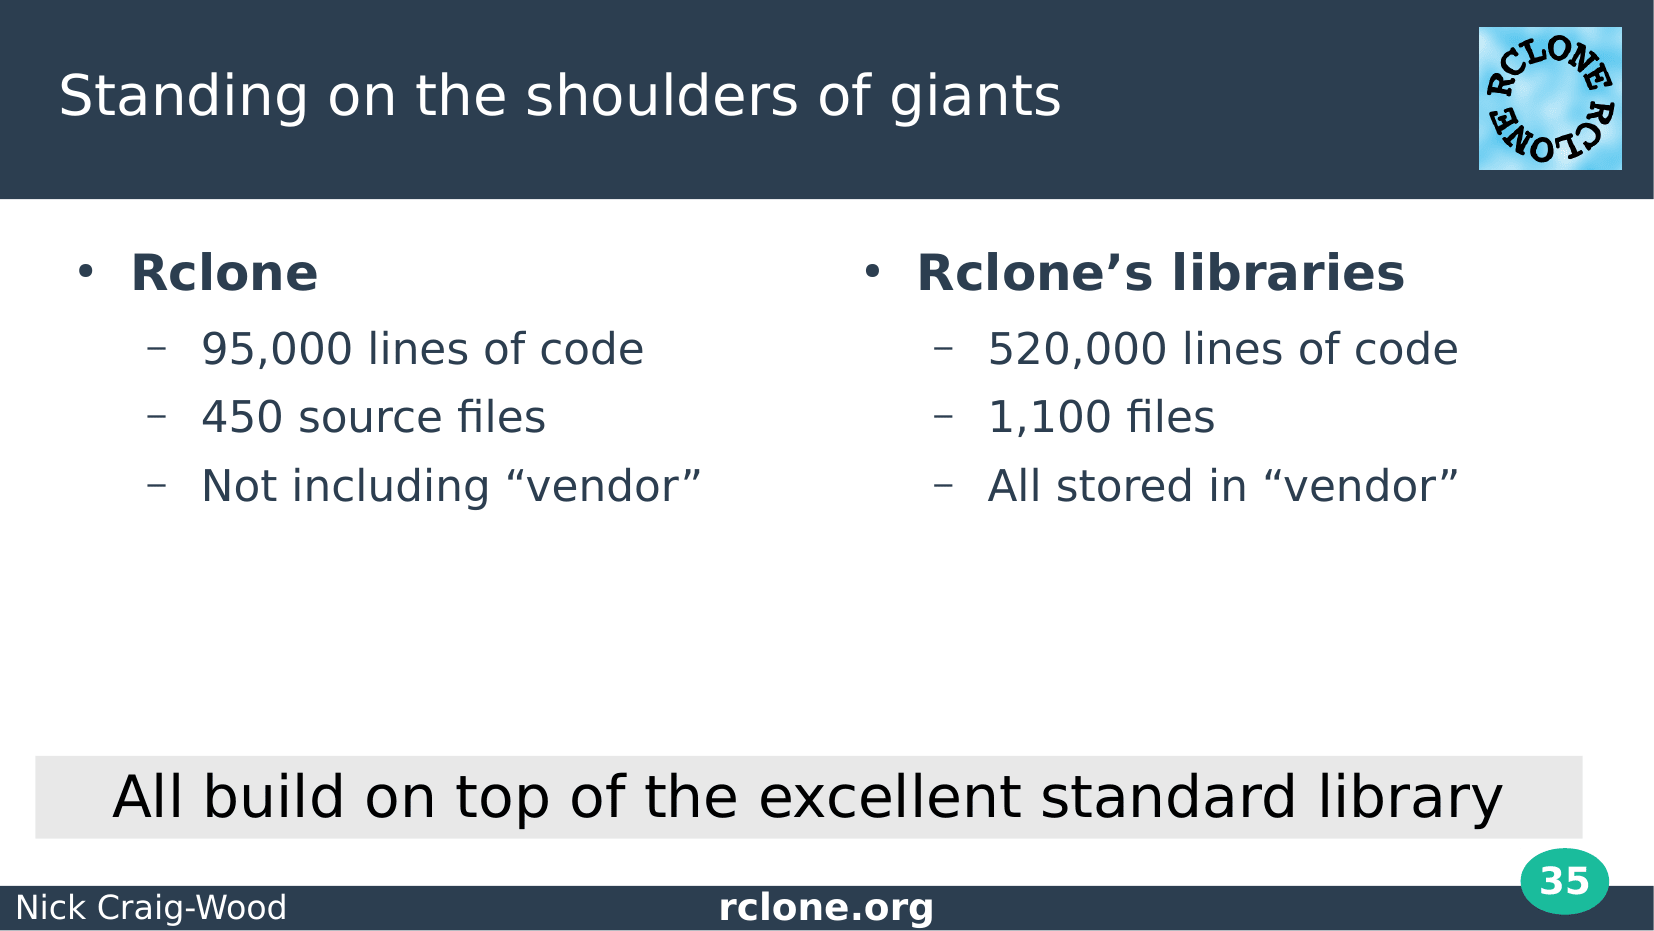 Standing on the shoulders of giants
RCLONE RCLONE
• Rclone
– 95,000 lines of code
– 450 source files
– Not including “vendor”
• Rclone’s libraries
– 520,000 lines of code
– 1,100 files
– All stored in “vendor”
All build on top of the excellent standard library
35
Nick Craig-Wood
rclone.org